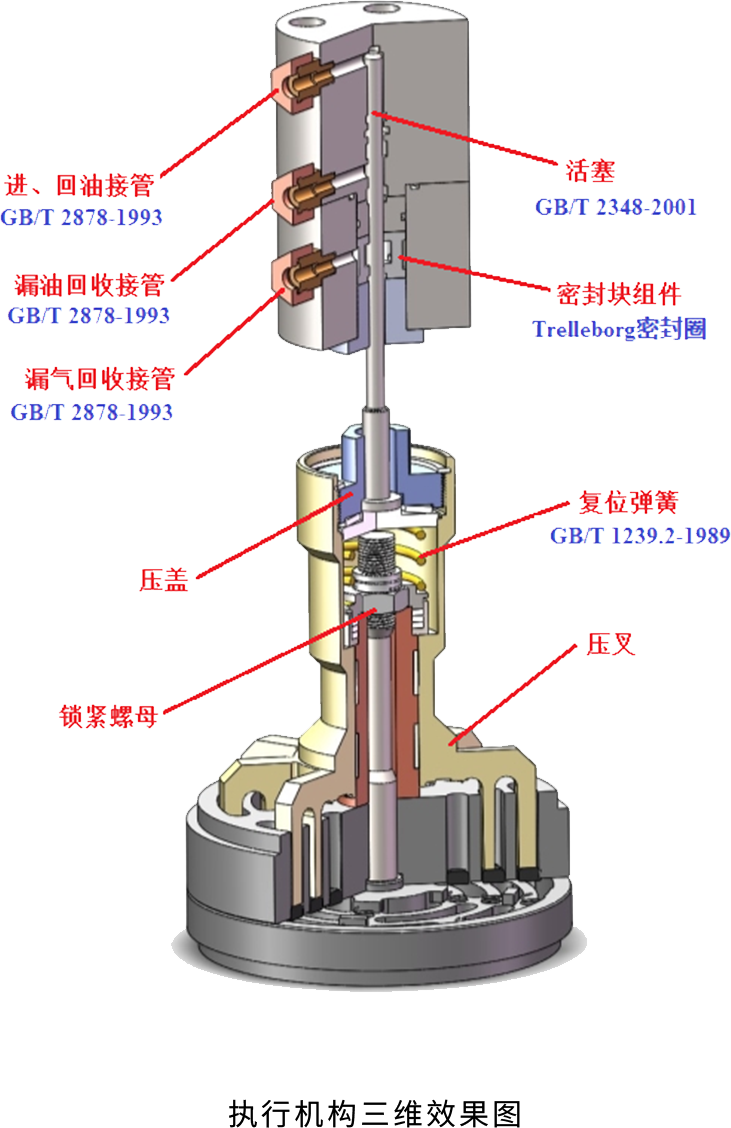 进、回油接管
GB/T 2878-1993
活塞
GB/T 2348-2001
漏油回收接管
GB/T 2878-1993
密封块组件
Trelleborg密封圈
漏气回收接管
GB/T 2878-1993
复位弹簧
GB/T 1239.2-1989
压盖
压叉
锁紧螺母
执行机构三维效果图